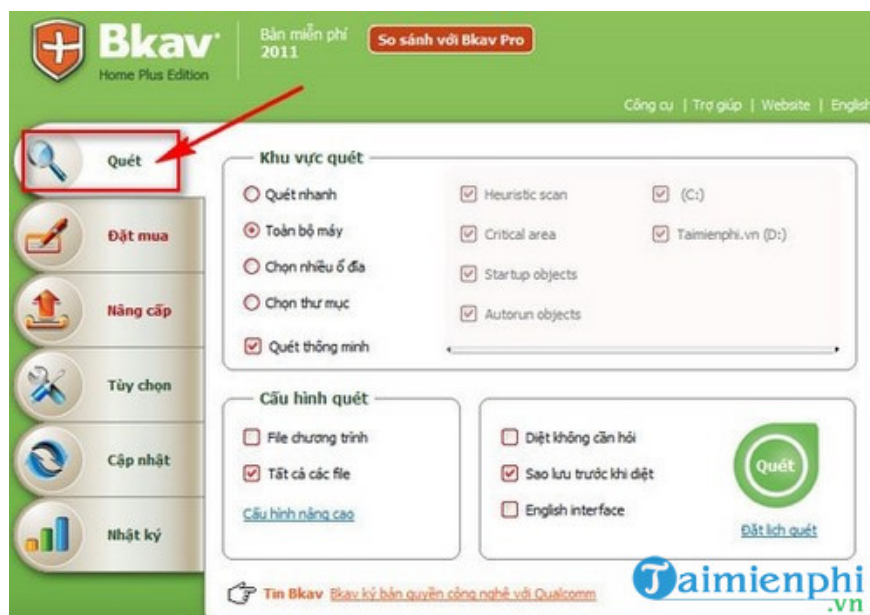 Bkav
Home Plus Edition
Bản miễn phí
2011
So sánh với Bkav Pro
Công cụ | Trợ giúp | Website | English
Quét
Đặt mua
Nâng cấp
Tùy chọn
Cập nhật
Nhật ký
Khu vực quét
Quét nhanh
Toàn bộ máy
Chọn nhiều ổ đĩa
Chọn thư mục
Quét thông minh
Heuristic scan
Critical area
Startup objects
Autorun objects
(C:)
Taimienphi.vn (D:)
Cấu hình quét
File chương trình
Tất cả các file
Cấu hình nâng cao
Diệt không cần hỏi
Sao lưu trước khi diệt
English interface
Quét
Đặt lịch quét
Tin Bkav Bkav ký bản quyền công nghệ với Qualcomm
Taimienphi
.vn